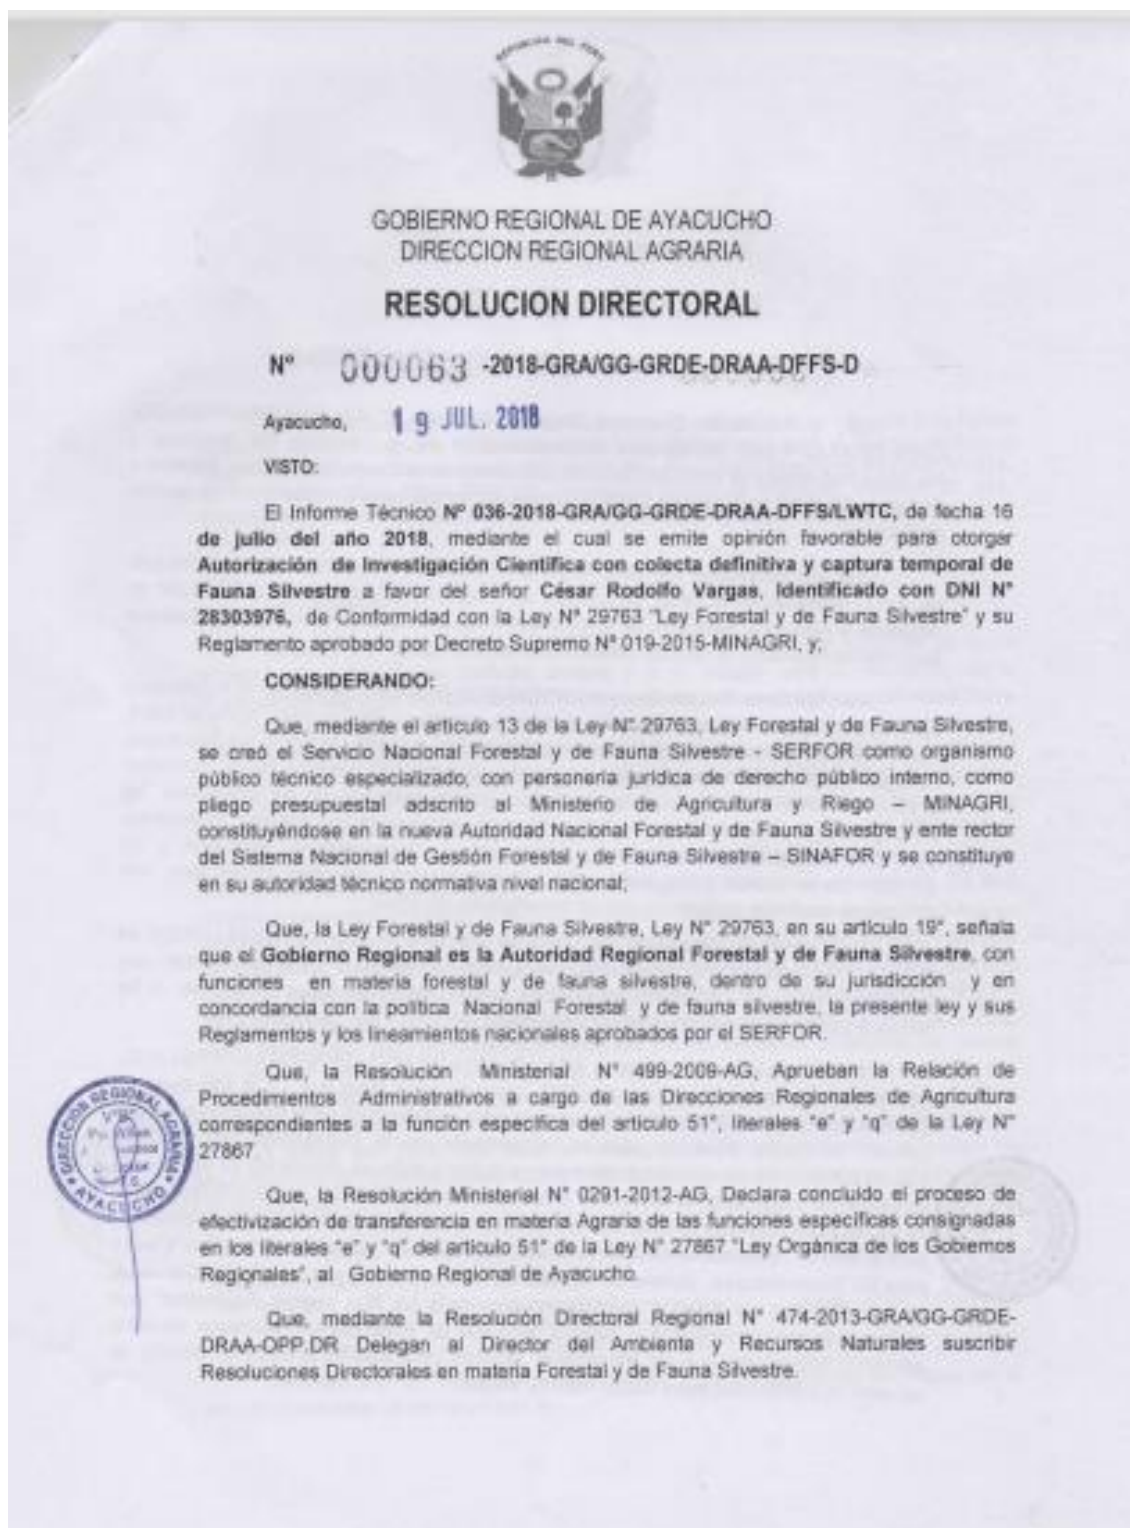 REPUBLICA DEL PERU
GOBIERNO REGIONAL DE AYACUCHO
DIRECCION REGIONAL AGRARIA
RESOLUCION DIRECTORAL
N° 000063 -2018-GRA/GG-GRDE-DRAA-DFFS-D
Ayacucho, 19 JUL. 2018
VISTO:
El Informe Técnico Nº 036-2018-GRA/GG-GRDE-DRAA-DFFS/LWTC, de fecha 16
de julio del año 2018, mediante el cual se emite opinión favorable para otorgar
Autorización de Investigación Científica con colecta definitiva y captura temporal de
Fauna Silvestre a favor del señor César Rodolfo Vargas, Identificado con DNI N°
28303976, de Conformidad con la Ley Nº 29763 "Ley Forestal y de Fauna Silvestre" y su
Reglamento aprobado por Decreto Supremo Nº 019-2015-MINAGRI, y;
CONSIDERANDO:
Que, mediante el artículo 13 de la Ley N° 29763, Ley Forestal y de Fauna Silvestre,
se creó el Servicio Nacional Forestal y de Fauna Silvestre - SERFOR como organismo
público técnico especializado, con personería jurídica de derecho público interno, como
pliego presupuestal adscrito al Ministerio de Agricultura y Riego – MINAGRI,
constituyéndose en la nueva Autoridad Nacional Forestal y de Fauna Silvestre y ente rector
del Sistema Nacional de Gestión Forestal y de Fauna Silvestre – SINAFOR y se constituye
en su autoridad técnico normativa nivel nacional;
Que, la Ley Forestal y de Fauna Silvestre, Ley N° 29763, en su artículo 19°, señala
que el Gobierno Regional es la Autoridad Regional Forestal y de Fauna Silvestre, con
funciones en materia forestal y de fauna silvestre, dentro de su jurisdicción y en
concordancia con la política Nacional Forestal y de fauna silvestre, la presente ley y sus
Reglamentos y los lineamientos nacionales aprobados por el SERFOR.
Que, la Resolución Ministerial N° 499-2009-AG, Aprueban la Relación de
Procedimientos Administrativos a cargo de las Direcciones Regionales de Agricultura
correspondientes a la función específica del artículo 51°, literales "e" y "q" de la Ley N°
27867
DIRECCION REGIONAL AGRARIA
AYACUCHO
Que, la Resolución Ministerial N° 0291-2012-AG, Declara concluido el proceso de
efectivización de transferencia en materia Agraria de las funciones específicas consignadas
en los literales "e" y "q" del artículo 51° de la Ley N° 27867 "Ley Orgánica de los Gobiernos
Regionales", al Gobierno Regional de Ayacucho.
Que, mediante la Resolución Directoral Regional N° 474-2013-GRA/GG-GRDE-
DRAA-OPP.DR Delegan al Director del Ambiente y Recursos Naturales suscribir
Resoluciones Directorales en materia Forestal y de Fauna Silvestre.